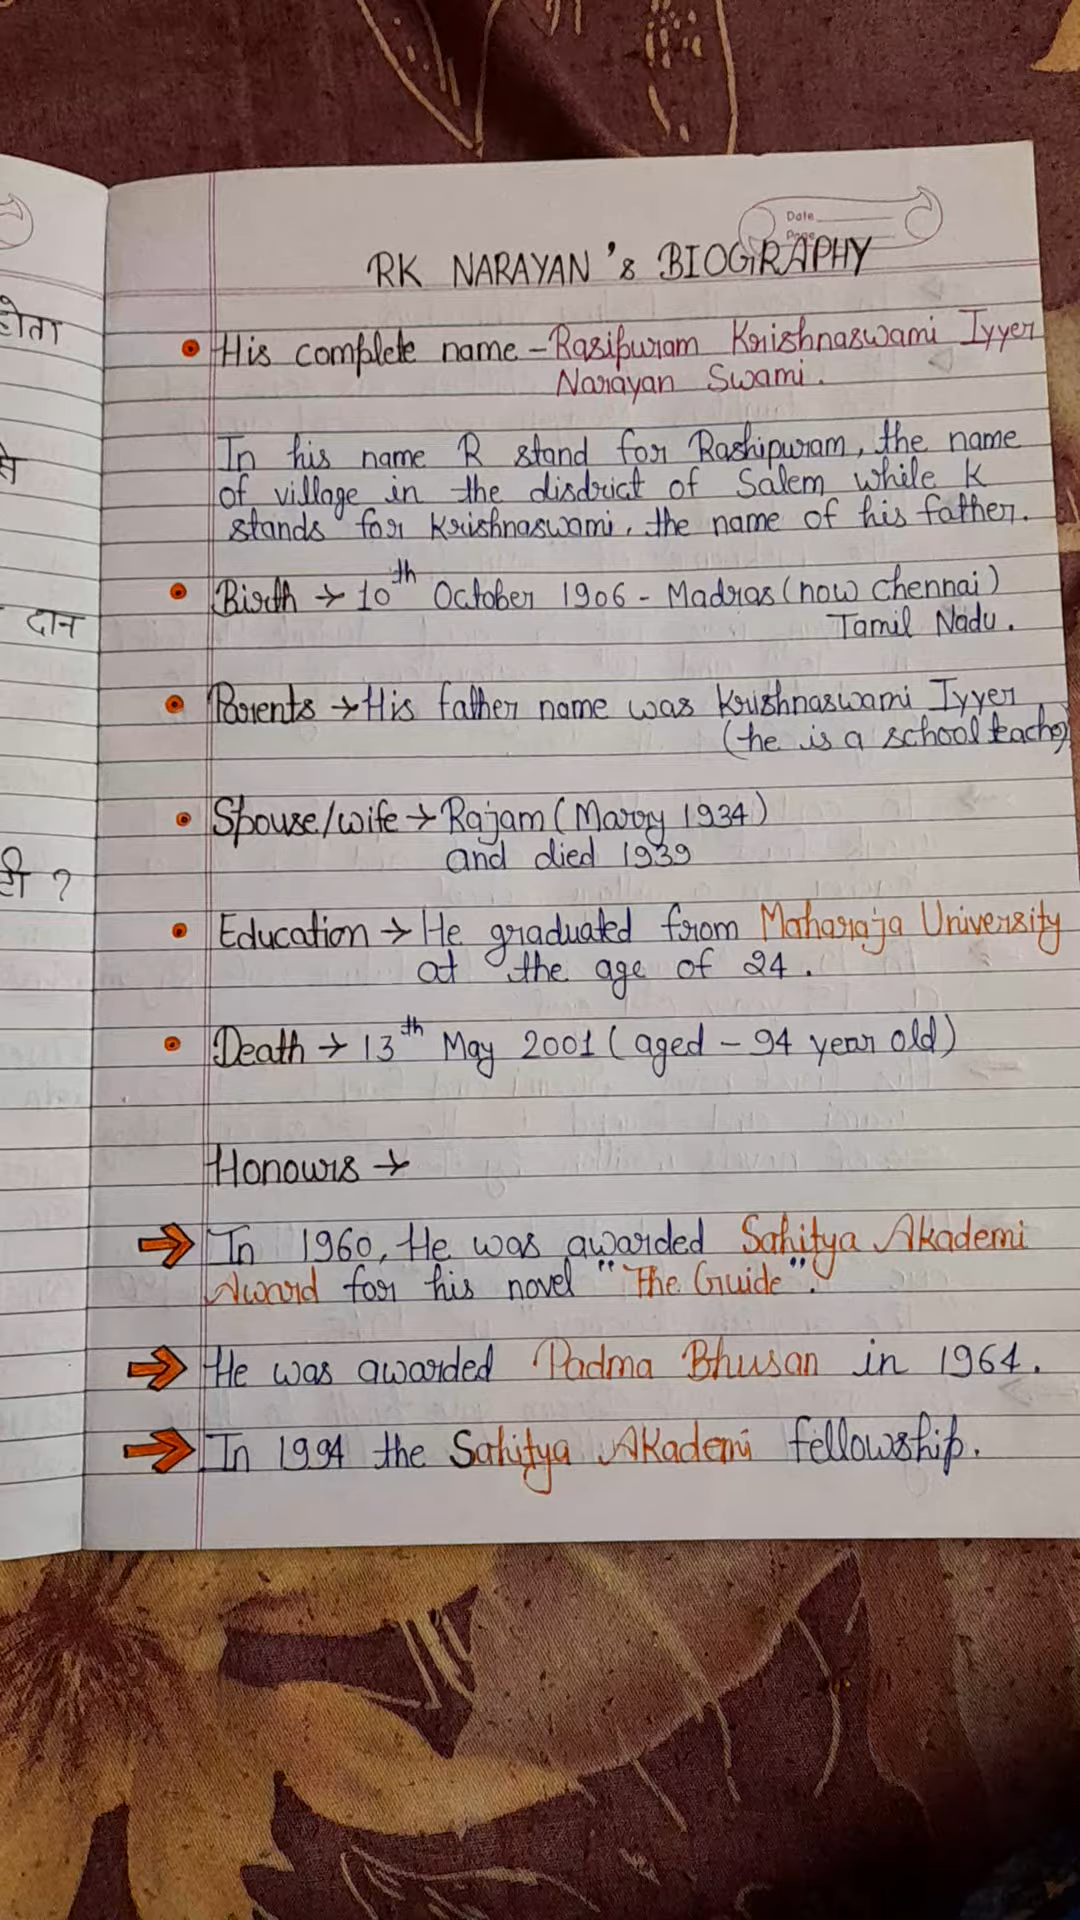 होता
से
दान
ही ?
Date
Page
RK NARAYAN's BIOGRAPHY
• His complete name – Rasipuram Krishnaswami Iyyer
Narayan Swami.
In his name R stand for Rashipuram, the name
of village in the disdrict of Salem while K
stands for Krishnaswami, the name of his father.
• Birth → 10th October 1906 - Madras (now chennai)
Tamil Nadu.
• Parents → His father name was Krishnaswami Iyyer
(he is a school teacher)
• Spouse/wife → Rajam (Marry 1934)
and died 1939
• Education → He graduated from Maharaja University
at the age of 24.
• Death → 13th May 2001 (aged – 94 year old)
Honours →
⇒ In 1960, He was awarded Sahitya Akademi
Award for his novel "The Guide".
⇒ He was awarded Padma Bhusan in 1964.
⇒ In 1994 the Sahitya Akademi fellowship.